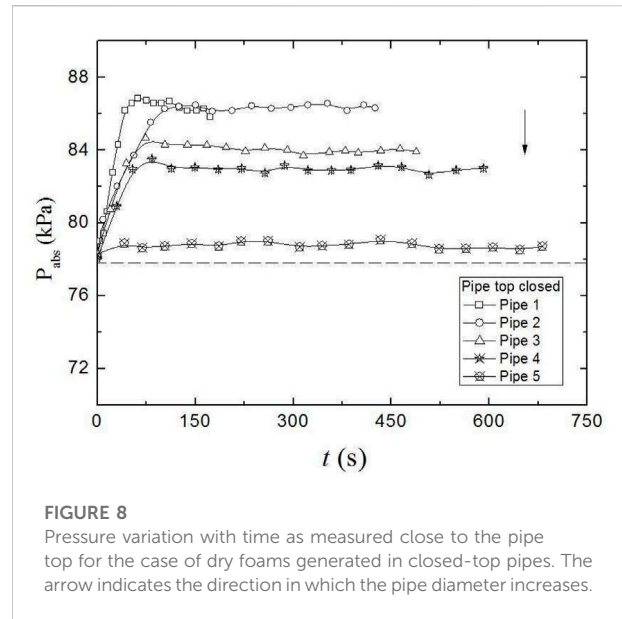 88
84
80
76
72
P_abs (kPa)
Pipe top closed
Pipe 1
Pipe 2
Pipe 3
Pipe 4
Pipe 5
0 150 300 450 600 750
t (s)
FIGURE 8
Pressure variation with time as measured close to the pipe
top for the case of dry foams generated in closed-top pipes. The
arrow indicates the direction in which the pipe diameter increases.